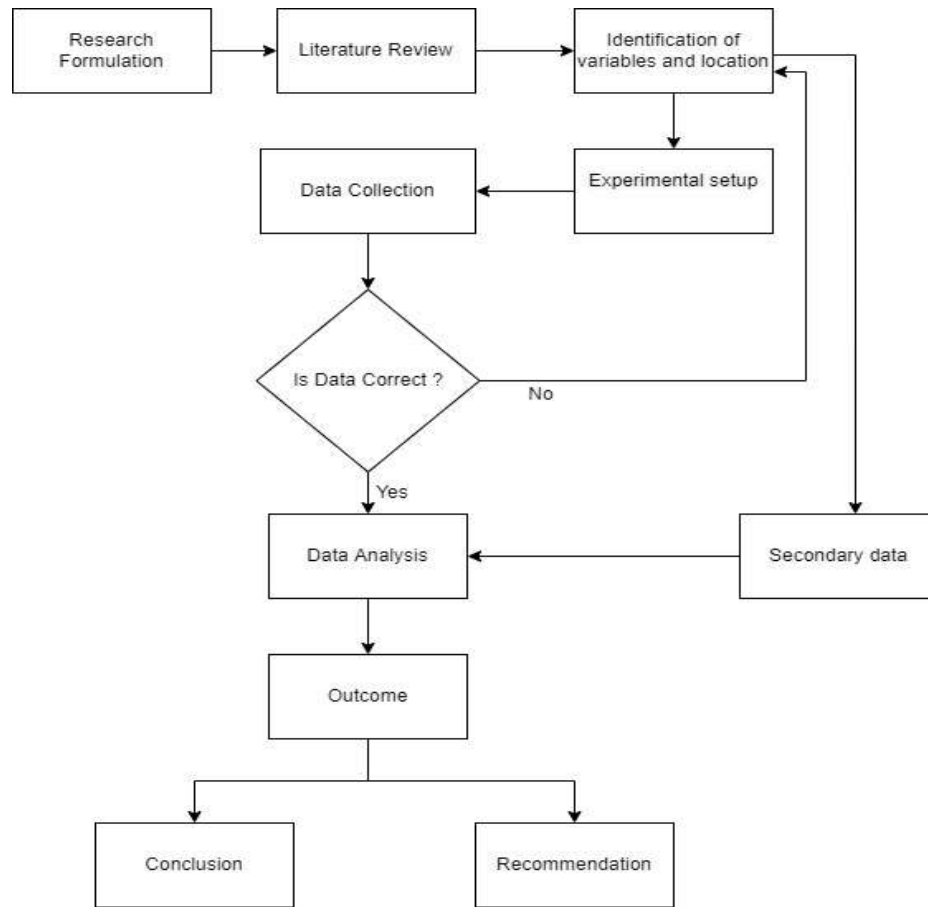 Research
Formulation
Literature Review
Identification of
variables and location
Data Collection
Experimental setup
Is Data Correct ?
No
Yes
Data Analysis
Secondary data
Outcome
Conclusion
Recommendation